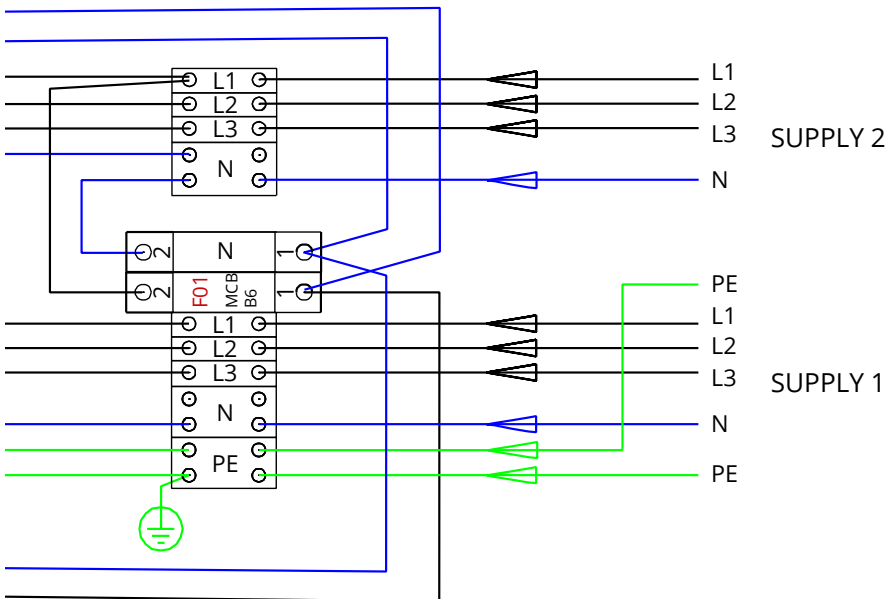 L1 L1
L2 L2
L3 L3
SUPPLY 2
N N
2 N 1
2 F01 MCB B6 1
PE
L1 L1
L2 L2
L3 L3
SUPPLY 1
N N
PE PE